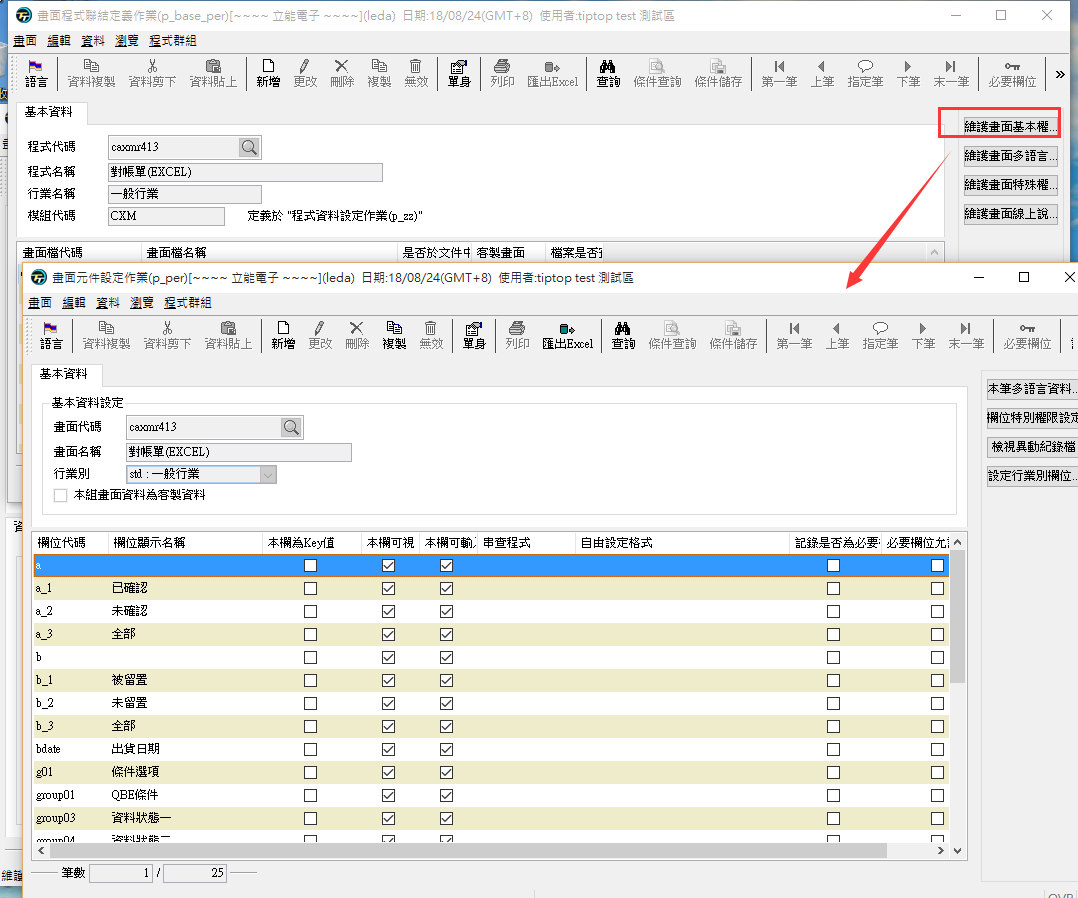 畫面程式聯結定義作業(p_base_per)[~~~~ 立能電子 ~~~~](leda) 日期:18/08/24(GMT+8) 使用者:tiptop test 測試區
畫面 編輯 資料 瀏覽 程式群組
語言 資料複製 資料剪下 資料貼上 新增 更改 刪除 複製 無效 單身 列印 匯出Excel 查詢 條件查詢 條件儲存 第一筆 上筆 指定筆 下筆 末一筆 必要欄位 »
基本資料
維護畫面基本權...
維護畫面多語言...
維護畫面特殊權...
維護畫面線上說...
程式代碼 caxmr413
程式名稱 對帳單(EXCEL)
行業名稱 一般行業
模組代碼 CXM 定義於 "程式資料設定作業(p_zz)"
畫面檔代碼 畫面檔名稱 是否於文件中 客製畫面 檔案是否
畫面元件設定作業(p_per)[~~~~ 立能電子 ~~~~](leda) 日期:18/08/24(GMT+8) 使用者:tiptop test 測試區
畫面 編輯 資料 瀏覽 程式群組
語言 資料複製 資料剪下 資料貼上 新增 更改 刪除 複製 無效 單身 列印 匯出Excel 查詢 條件查詢 條件儲存 第一筆 上筆 指定筆 下筆 末一筆 必要欄位
基本資料
本筆多語言資料...
欄位特別權限設定
檢視異動紀錄檔
設定行業別欄位...
基本資料設定
畫面代碼 caxmr413
畫面名稱 對帳單(EXCEL)
行業別 std : 一般行業
本組畫面資料為客製資料
欄位代碼 欄位顯示名稱 本欄為Key值 本欄可視 本欄可輸入 串查程式 自由設定格式 記錄是否為必要 必要欄位允
a
a_1 已確認
a_2 未確認
a_3 全部
b
b_1 被留置
b_2 未留置
b_3 全部
bdate 出貨日期
g01 條件選項
group01 QBE條件
group03 資料狀態一
group04 資料狀態二
筆數 1 / 25
維護
OVR